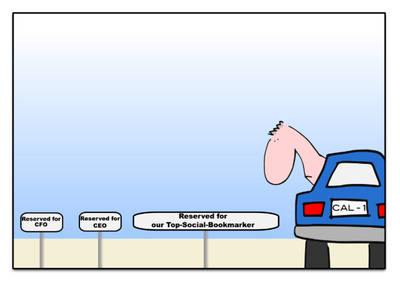 Reserved for
CFO
Reserved for
CEO
Reserved for
our Top-Social-Bookmarker
CAL - 1